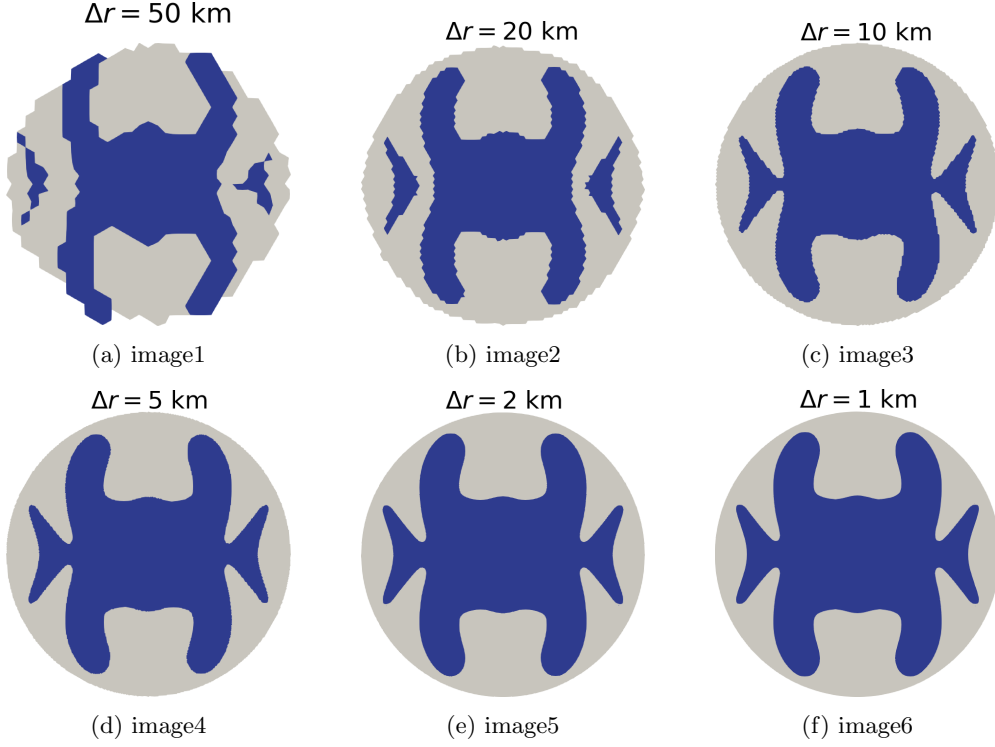 Δr = 50 km
Δr = 20 km
Δr = 10 km
(a) image1
(b) image2
(c) image3
Δr = 5 km
Δr = 2 km
Δr = 1 km
(d) image4
(e) image5
(f) image6